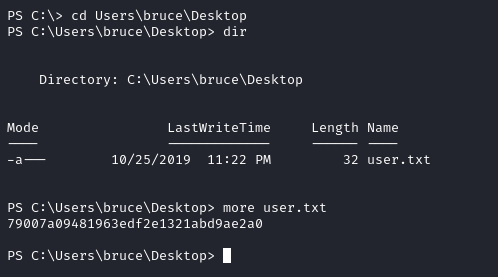 PS C:\> cd Users\bruce\Desktop
PS C:\Users\bruce\Desktop> dir
Directory: C:\Users\bruce\Desktop
Mode                LastWriteTime     Length Name
----                -------------     ------ ----
-a---         10/25/2019  11:22 PM         32 user.txt
PS C:\Users\bruce\Desktop> more user.txt
79007a09481963edf2e1321abd9ae2a0
PS C:\Users\bruce\Desktop>